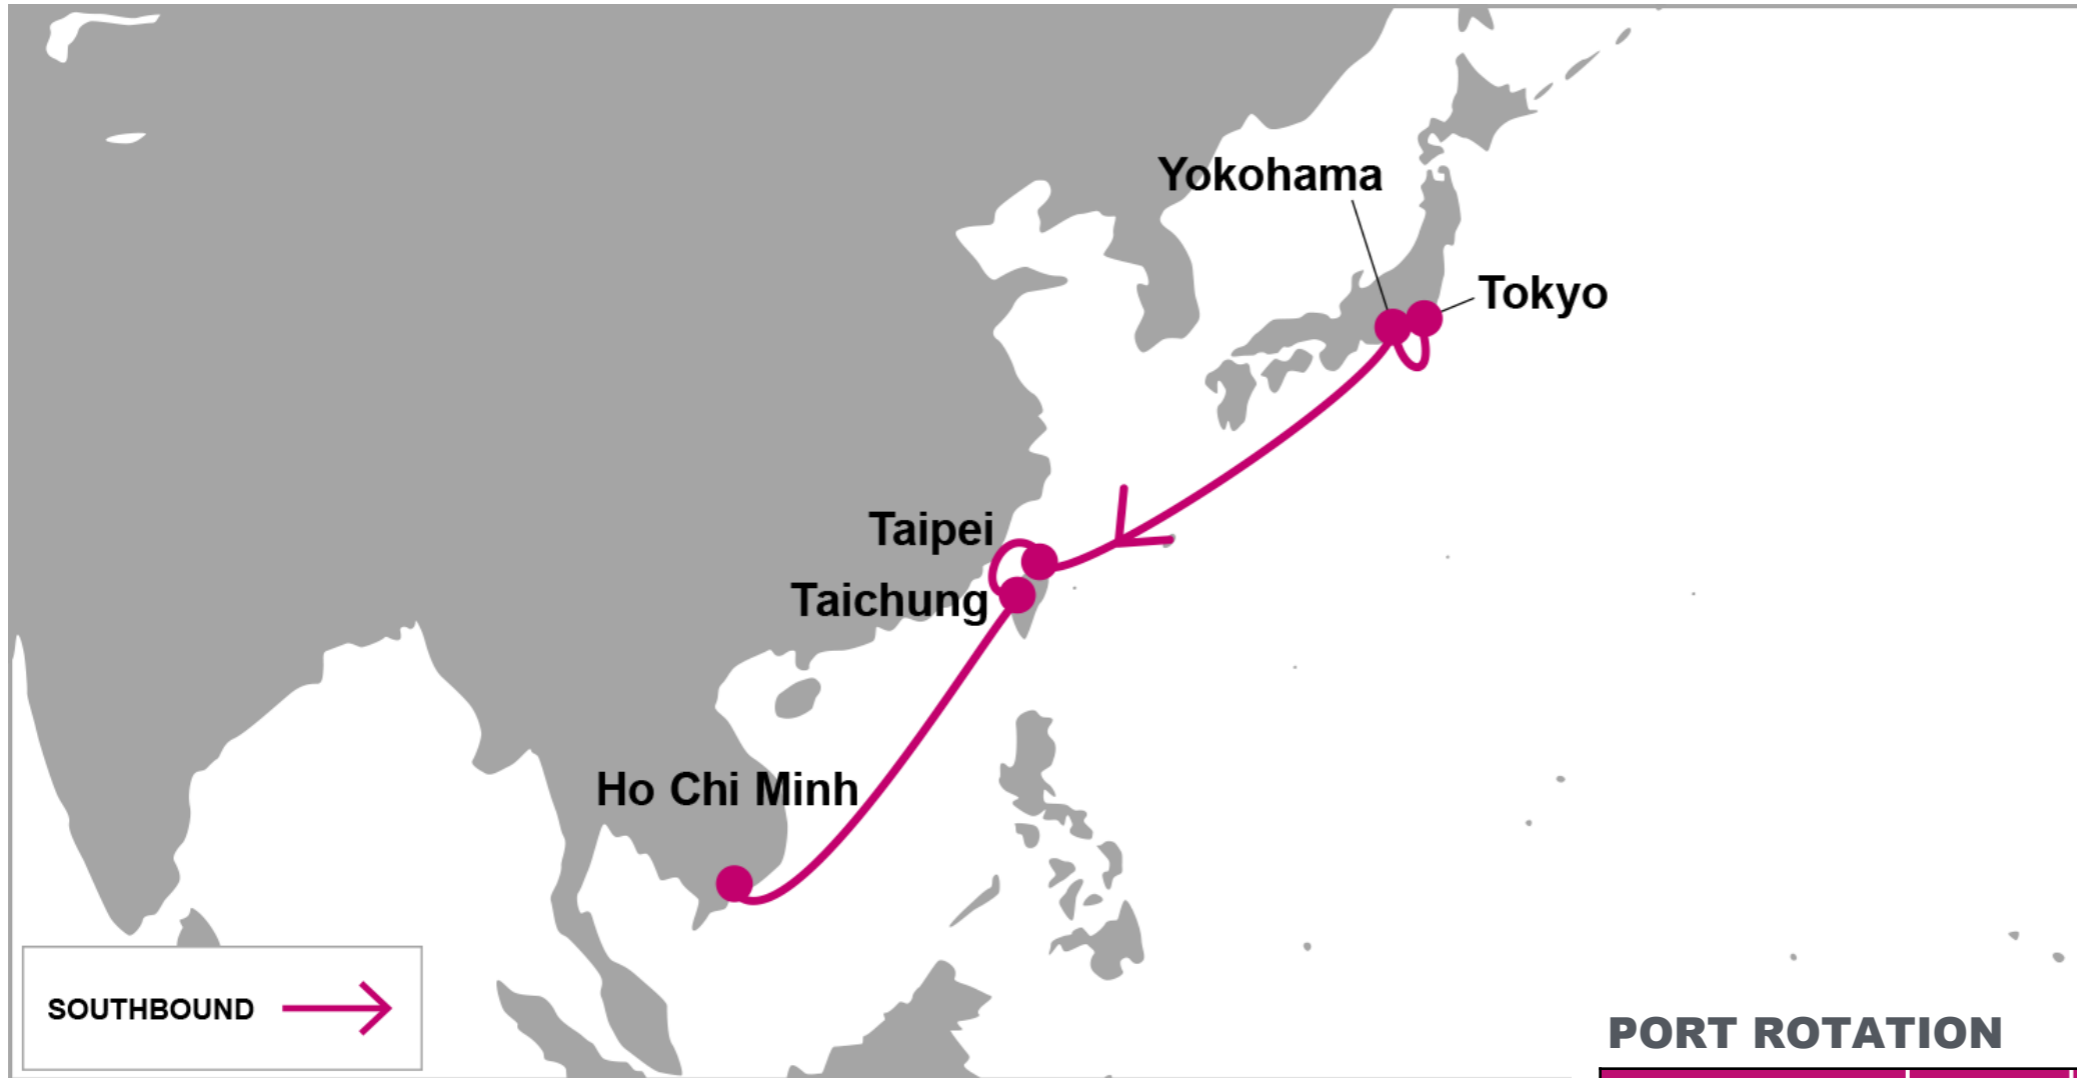 Yokohama
Tokyo
Taipei
Taichung
Ho Chi Minh
SOUTHBOUND
PORT ROTATION